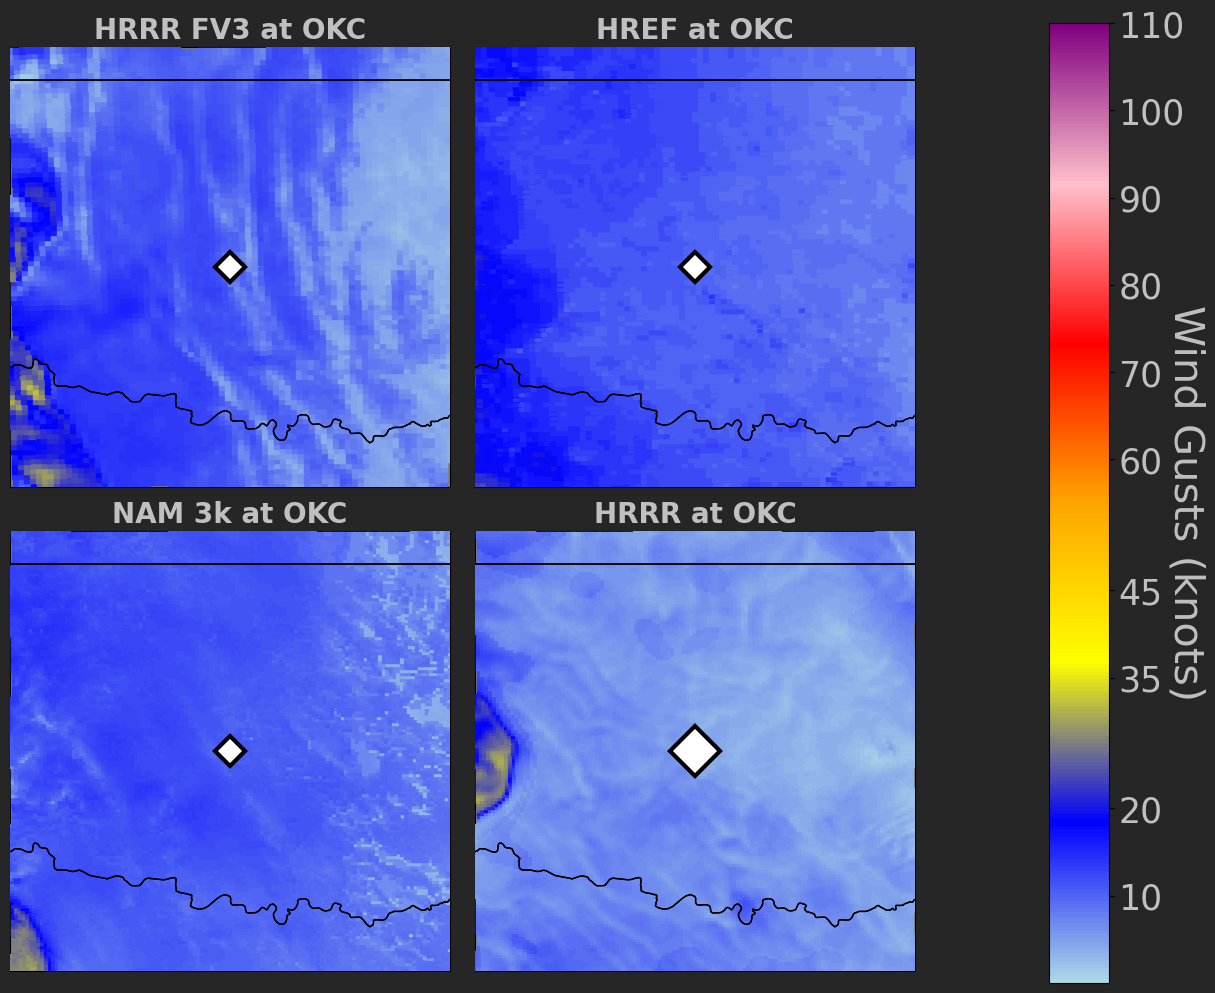 HRRR FV3 at OKC
HREF at OKC
NAM 3k at OKC
HRRR at OKC
110
100
90
80
70
60
45
35
20
10
Wind Gusts (knots)